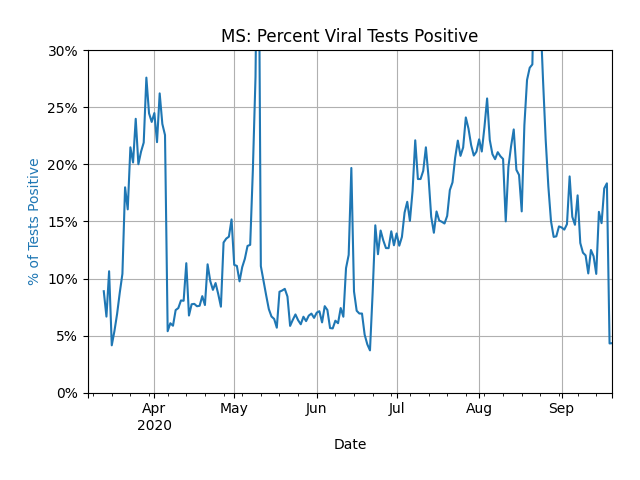 MS: Percent Viral Tests Positive
30%
25%
20%
15%
10%
5%
0%
% of Tests Positive
Apr May Jun Jul Aug Sep
2020
Date